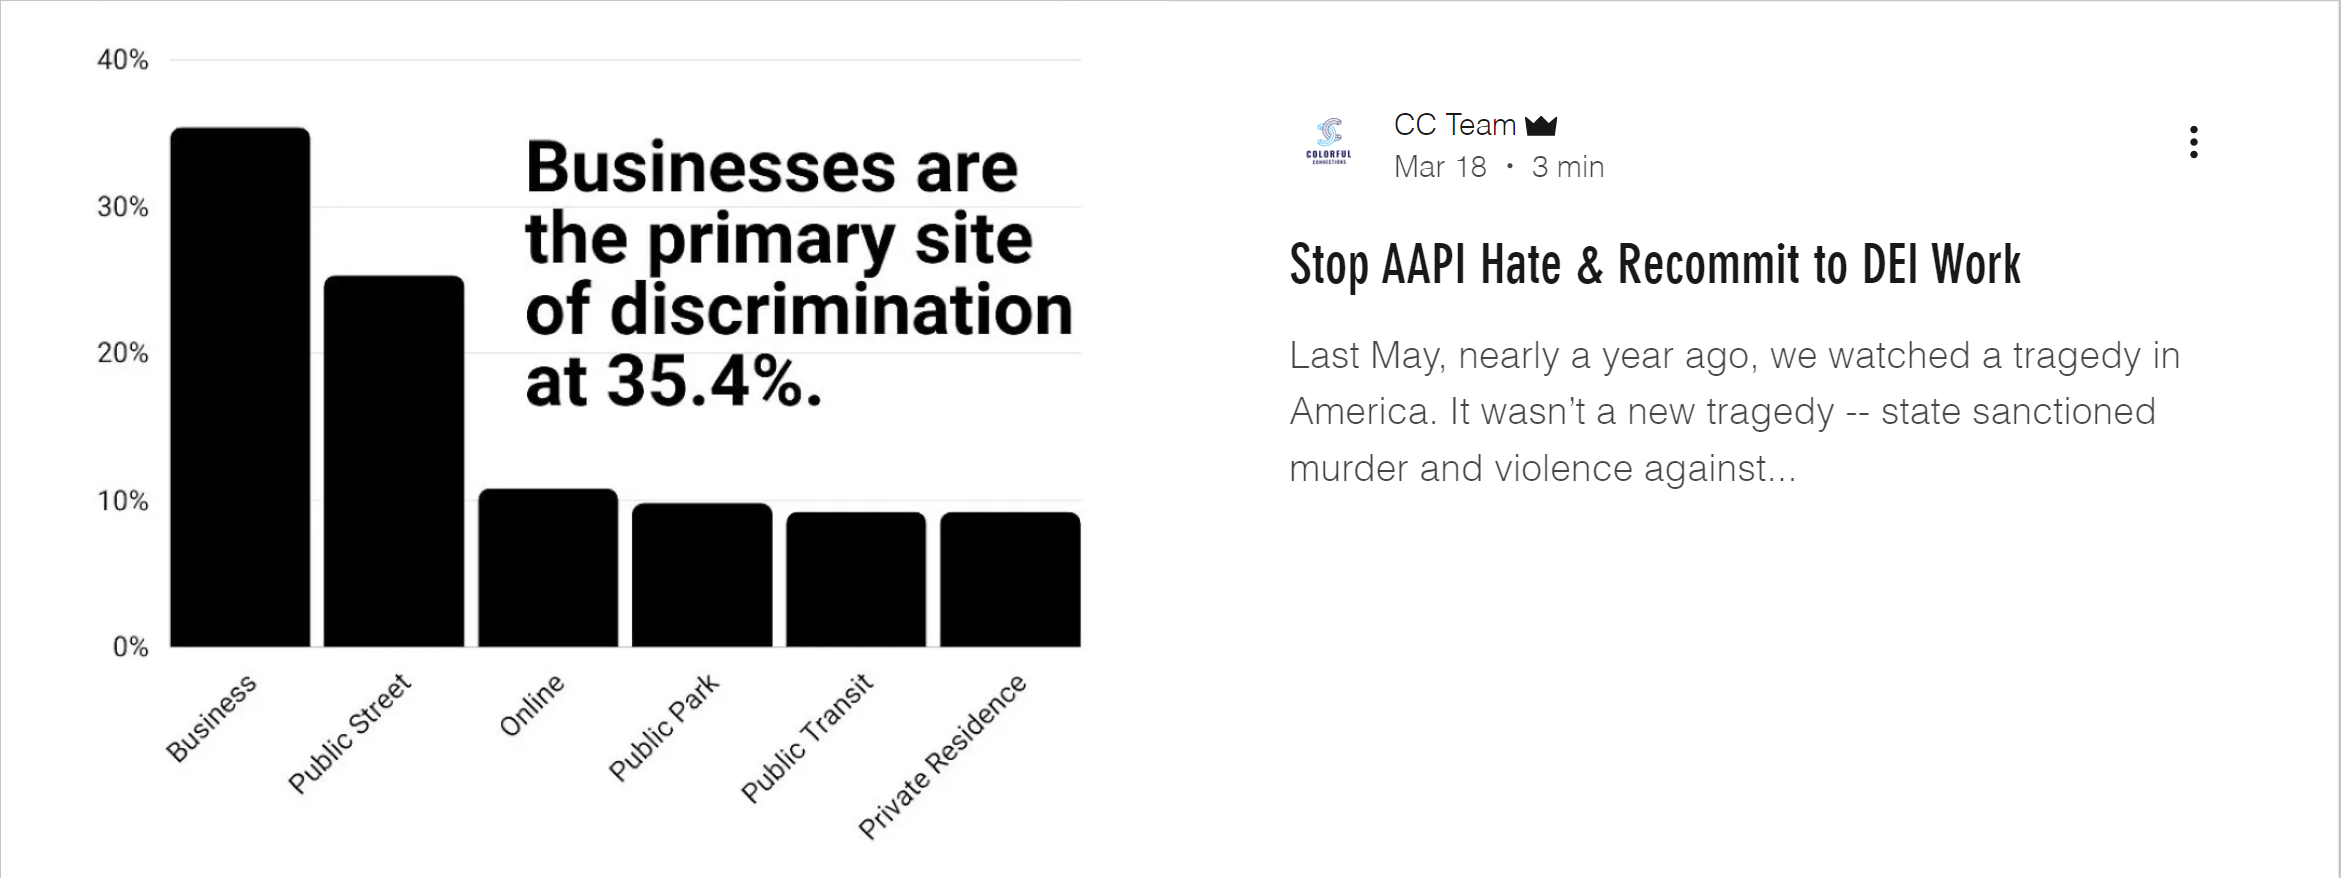 40%
30%
20%
10%
0%
Businesses are
the primary site
of discrimination
at 35.4%.
Business
Public Street
Online
Public Park
Public Transit
Private Residence
COLORFUL
CONNECTIONS
CC Team
Mar 18 · 3 min
Stop AAPI Hate & Recommit to DEI Work
Last May, nearly a year ago, we watched a tragedy in
America. It wasn’t a new tragedy -- state sanctioned
murder and violence against...